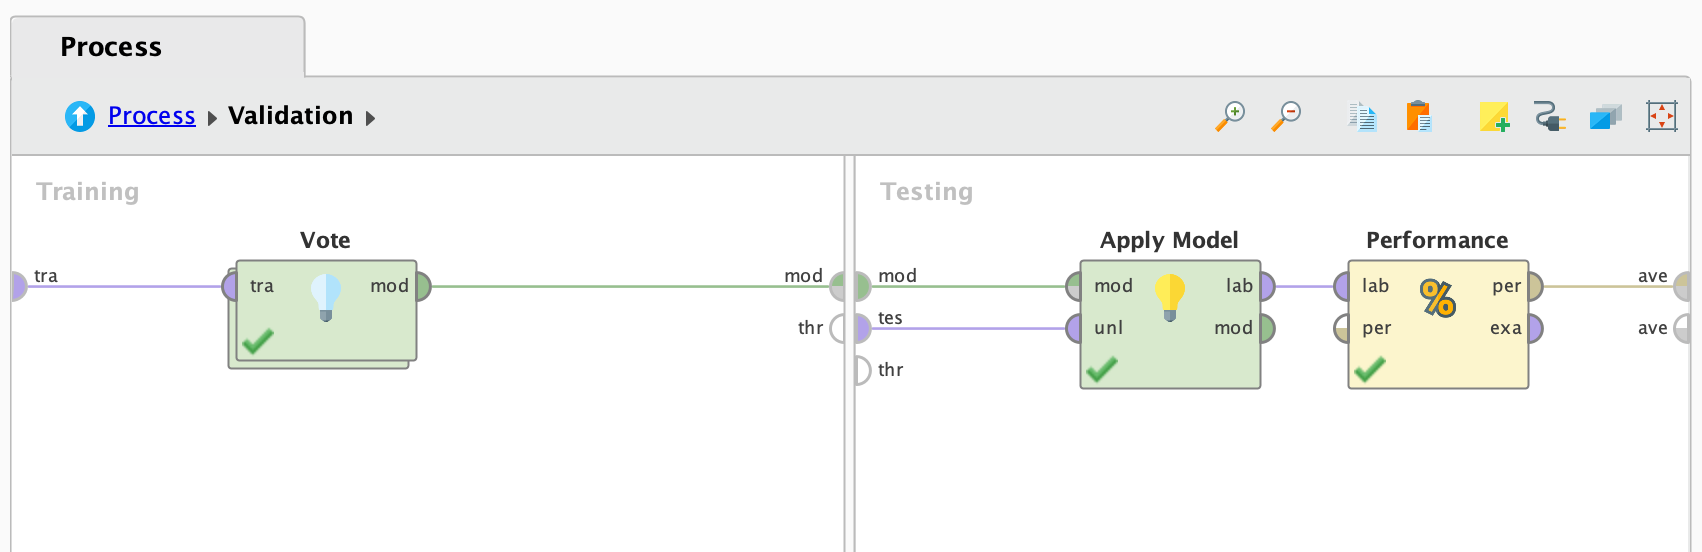 Process
Process Validation
Training
Testing
Vote
Apply Model
Performance
tra
tra
mod
mod
thr
mod
tes
thr
mod
lab
unl
mod
lab
per
per
exa
ave
ave